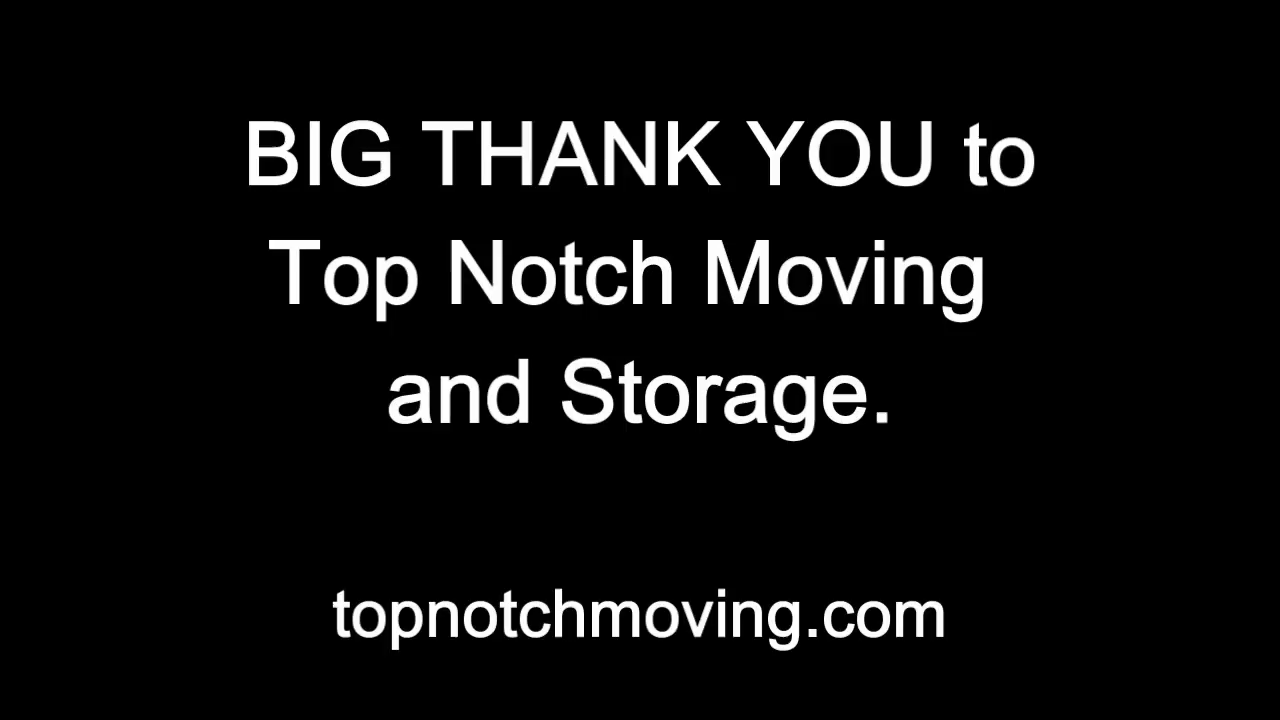 BIG THANK YOU to
Top Notch Moving
and Storage.
topnotchmoving.com